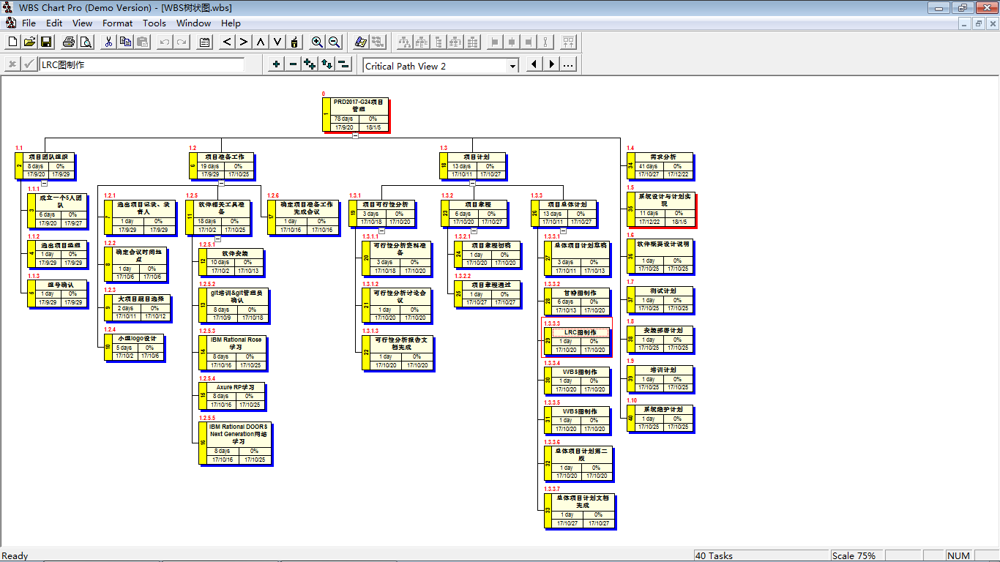 WBS Chart Pro (Demo Version) - [WBS树状图.wbs]
File Edit View Format Tools Window Help
LRC图制作
Critical Path View 2
0
1
PRD2017-G24项目
管理
78 days 0%
17/9/20 18/1/5
1.1
2
项目团队组织
8 days 0%
17/9/20 17/9/29
1.1.1
3
成立一个5人团
队
6 days 0%
17/9/20 17/9/27
1.1.2
4
选出项目经理
1 day 0%
17/9/29 17/9/29
1.1.3
5
组号确认
1 day 0%
17/9/29 17/9/29
1.2
6
项目准备工作
19 days 0%
17/9/29 17/10/25
1.2.1
7
选出项目记录、录
音人
1 day 0%
17/9/29 17/9/29
1.2.2
8
确定会议时间地
点
1 day 0%
17/10/6 17/10/6
1.2.3
9
大项目题目选择
2 days 0%
17/10/11 17/10/12
1.2.4
10
小组logo设计
5 days 0%
17/10/2 17/10/6
1.2.5
11
软件相关工具准
备
18 days 0%
17/10/2 17/10/25
1.2.5.1
12
软件安装
10 days 0%
17/10/2 17/10/13
1.2.5.2
13
git培训&git管理员
确认
8 days 0%
17/10/9 17/10/18
1.2.5.3
14
IBM Rational Rose
学习
8 days 0%
17/10/16 17/10/25
1.2.5.4
15
Axure RP学习
8 days 0%
17/10/16 17/10/25
1.2.5.5
16
IBM Rational DOORS
Next Generation网站
学习
8 days 0%
17/10/16 17/10/25
1.2.6
17
确定项目准备工作
完成会议
1 day 0%
17/10/16 17/10/16
1.3
18
项目计划
13 days 0%
17/10/11 17/10/27
1.3.1
19
项目可行性分析
3 days 0%
17/10/18 17/10/20
1.3.1.1
20
可行性分析资料准
备
3 days 0%
17/10/18 17/10/20
1.3.1.2
21
可行性分析讨论会
议
1 day 0%
17/10/20 17/10/20
1.3.1.3
22
可行性分析报告文
档完成
1 day 0%
17/10/20 17/10/20
1.3.2
23
项目章程
6 days 0%
17/10/20 17/10/27
1.3.2.1
24
项目章程初稿
1 day 0%
17/10/20 17/10/20
1.3.2.2
25
项目章程通过
1 day 0%
17/10/27 17/10/27
1.3.3
26
项目总体计划
13 days 0%
17/10/11 17/10/27
1.3.3.1
27
总体项目计划草稿
3 days 0%
17/10/11 17/10/13
1.3.3.2
28
甘特图制作
6 days 0%
17/10/13 17/10/20
1.3.3.3
29
LRC图制作
1 day 0%
17/10/20 17/10/20
1.3.3.4
30
WBS图制作
1 day 0%
17/10/20 17/10/20
1.3.3.5
31
WBS图制作
1 day 0%
17/10/20 17/10/20
1.3.3.6
32
总体项目计划第二
版
1 day 0%
17/10/20 17/10/20
1.3.3.7
33
总体项目计划文档
完成
1 day 0%
17/10/27 17/10/27
1.4
34
需求分析
41 days 0%
17/10/27 17/12/22
1.5
35
系统设计与计划实
现
11 days 0%
17/12/22 18/1/5
1.6
36
软件概要设计说明
1 day 0%
17/10/25 17/10/25
1.7
37
测试计划
1 day 0%
17/10/25 17/10/25
1.8
38
安装部署计划
1 day 0%
17/10/25 17/10/25
1.9
39
培训计划
1 day 0%
17/10/25 17/10/25
1.10
40
系统维护计划
1 day 0%
17/10/25 17/10/25
Ready
40 Tasks
Scale 75%
NUM